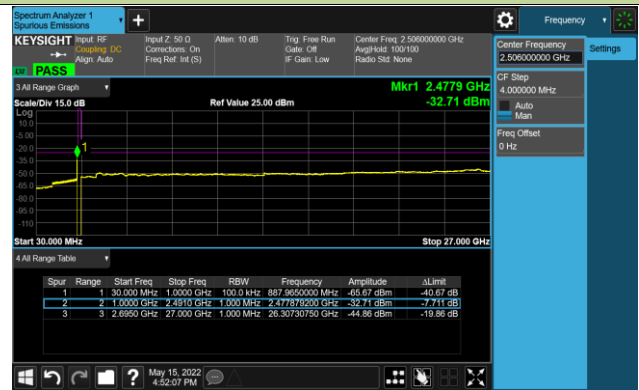 Spectrum Analyzer 1
Spurious Emissions
Frequency
KEYSIGHT
Input: RF
Coupling: DC
Align: Auto
Input Z: 50 Ω
Corrections: On
Freq Ref: Int (S)
Atten: 10 dB
Trig: Free Run
Gate: Off
IF Gain: Low
Center Freq: 2.506000000 GHz
Avg|Hold: 100/100
Radio Std: None
PASS
Center Frequency
2.506000000 GHz
Settings
CF Step
4.000000 MHz
Auto
Man
Freq Offset
0 Hz
3 All Range Graph
Mkr1 2.4779 GHz
-32.71 dBm
Scale/Div 15.0 dB
Ref Value 25.00 dBm
Log
10.0
-5.00
-20.0
-35.0
-50.0
-65.0
-80.0
-95.0
-110
1
Start 30.000 MHz
Stop 27.000 GHz
4 All Range Table
Spur Range Start Freq Stop Freq RBW Frequency Amplitude ΔLimit
1 1 30.000 MHz 1.0000 GHz 100.0 kHz 887.9650000 MHz -65.67 dBm -40.67 dB
2 2 1.0000 GHz 2.4910 GHz 1.000 MHz 2.477879200 GHz -32.71 dBm -7.711 dB
3 3 2.6950 GHz 27.000 GHz 1.000 MHz 26.30730750 GHz -44.86 dBm -19.86 dB
?
May 15, 2022
4:52:07 PM